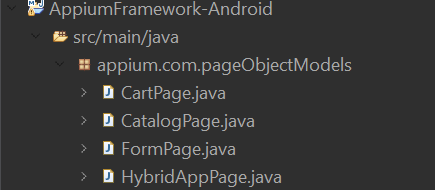 AppiumFramework-Android
src/main/java
appium.com.pageObjectModels
CartPage.java
CatalogPage.java
FormPage.java
HybridAppPage.java